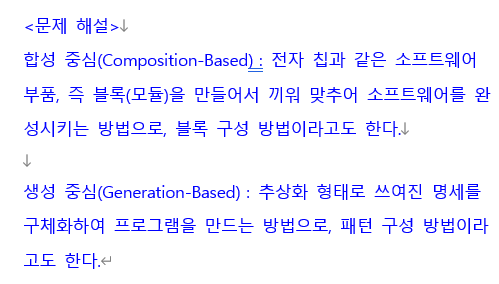 <문제 해설>
합성 중심(Composition-Based) : 전자 칩과 같은 소프트웨어
부품, 즉 블록(모듈)을 만들어서 끼워 맞추어 소프트웨어를 완
성시키는 방법으로, 블록 구성 방법이라고도 한다.
생성 중심(Generation-Based) : 추상화 형태로 쓰여진 명세를
구체화하여 프로그램을 만드는 방법으로, 패턴 구성 방법이라
고도 한다.